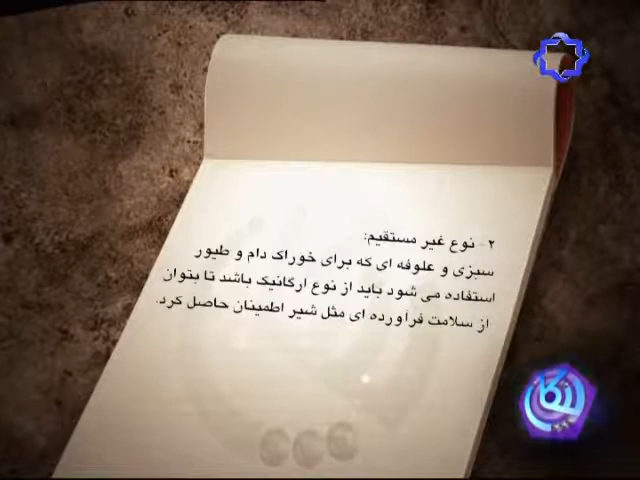 ۲- نوع غیر مستقیم:
سبزی و علوفه ای که برای خوراک دام و طیور
استفاده می شود باید از نوع ارگانیک باشد تا بتوان
از سلامت فرآورده ای مثل شیر اطمینان حاصل کرد.